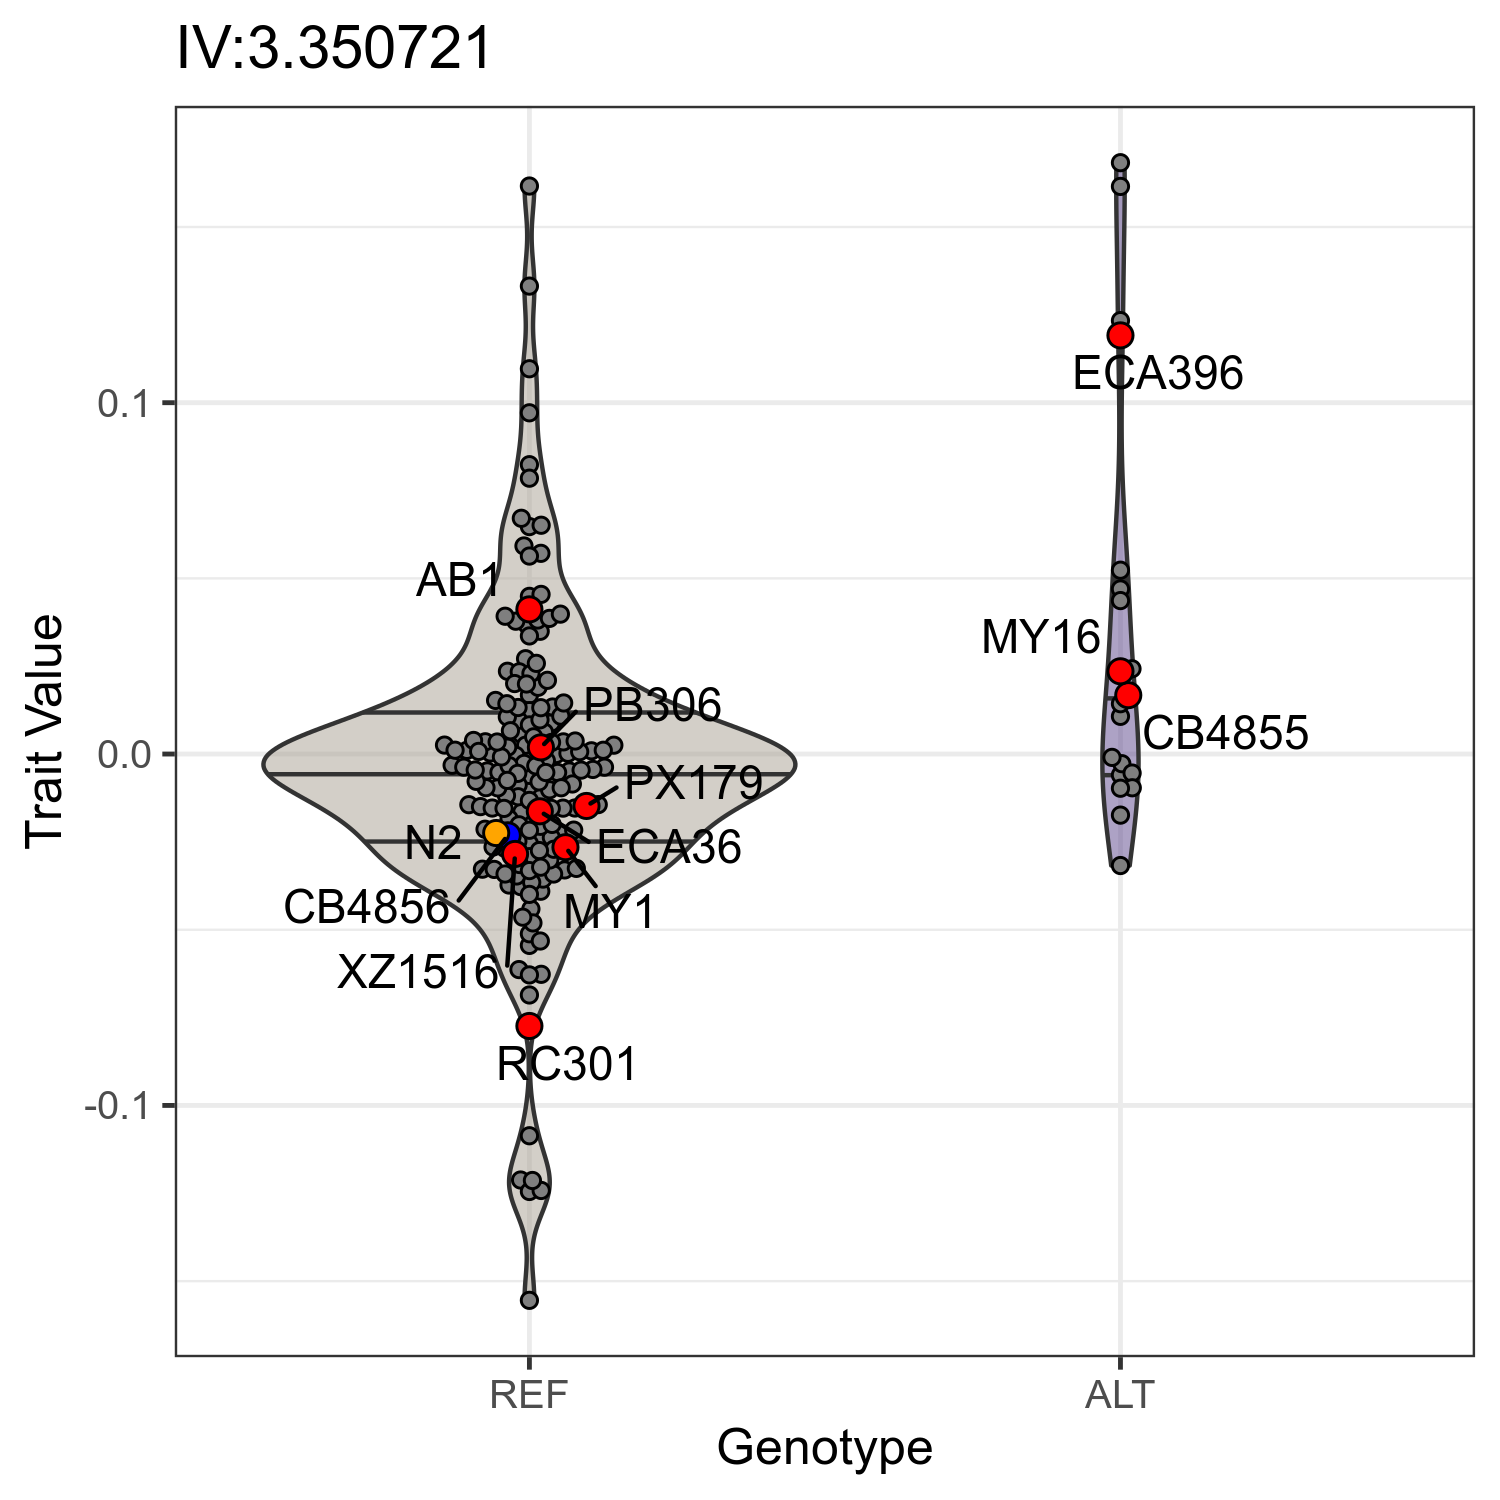 IV:3.350721
Trait Value
0.1
0.0
-0.1
AB1
PB306
PX179
N2
ECA36
CB4856
MY1
XZ1516
RC301
ECA396
MY16
CB4855
REF
ALT
Genotype